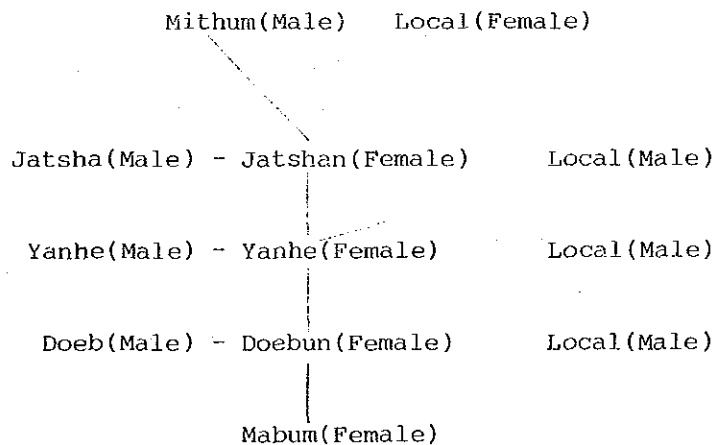 Mithum(Male) Local(Female)
Jatsha(Male) - Jatshan(Female) Local(Male)
Yanhe(Male) - Yanhe(Female) Local(Male)
Doeb(Male) - Doebun(Female) Local(Male)
Mabum(Female)